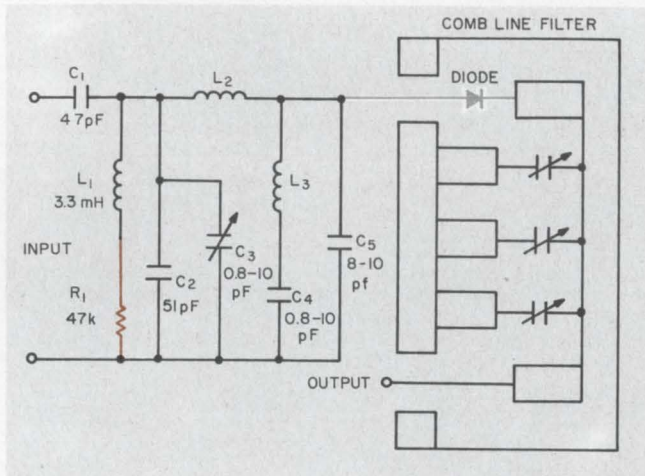 COMB LINE FILTER
C1
47pF
L2
DIODE
L1
3.3 mH
L3
INPUT
C2
51pF
C3
0.8-10
pF
C5
8-10
pf
R1
47k
C4
0.8-10
pF
OUTPUT